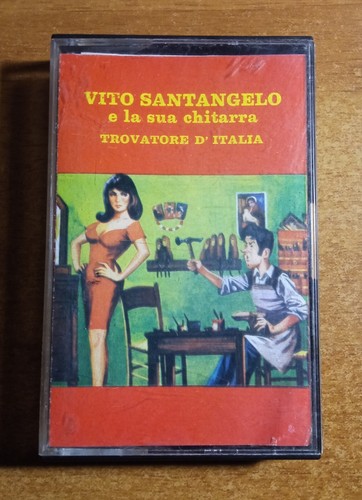 VITO SANTANGELO
e la sua chitarra
TROVATORE D' ITALIA